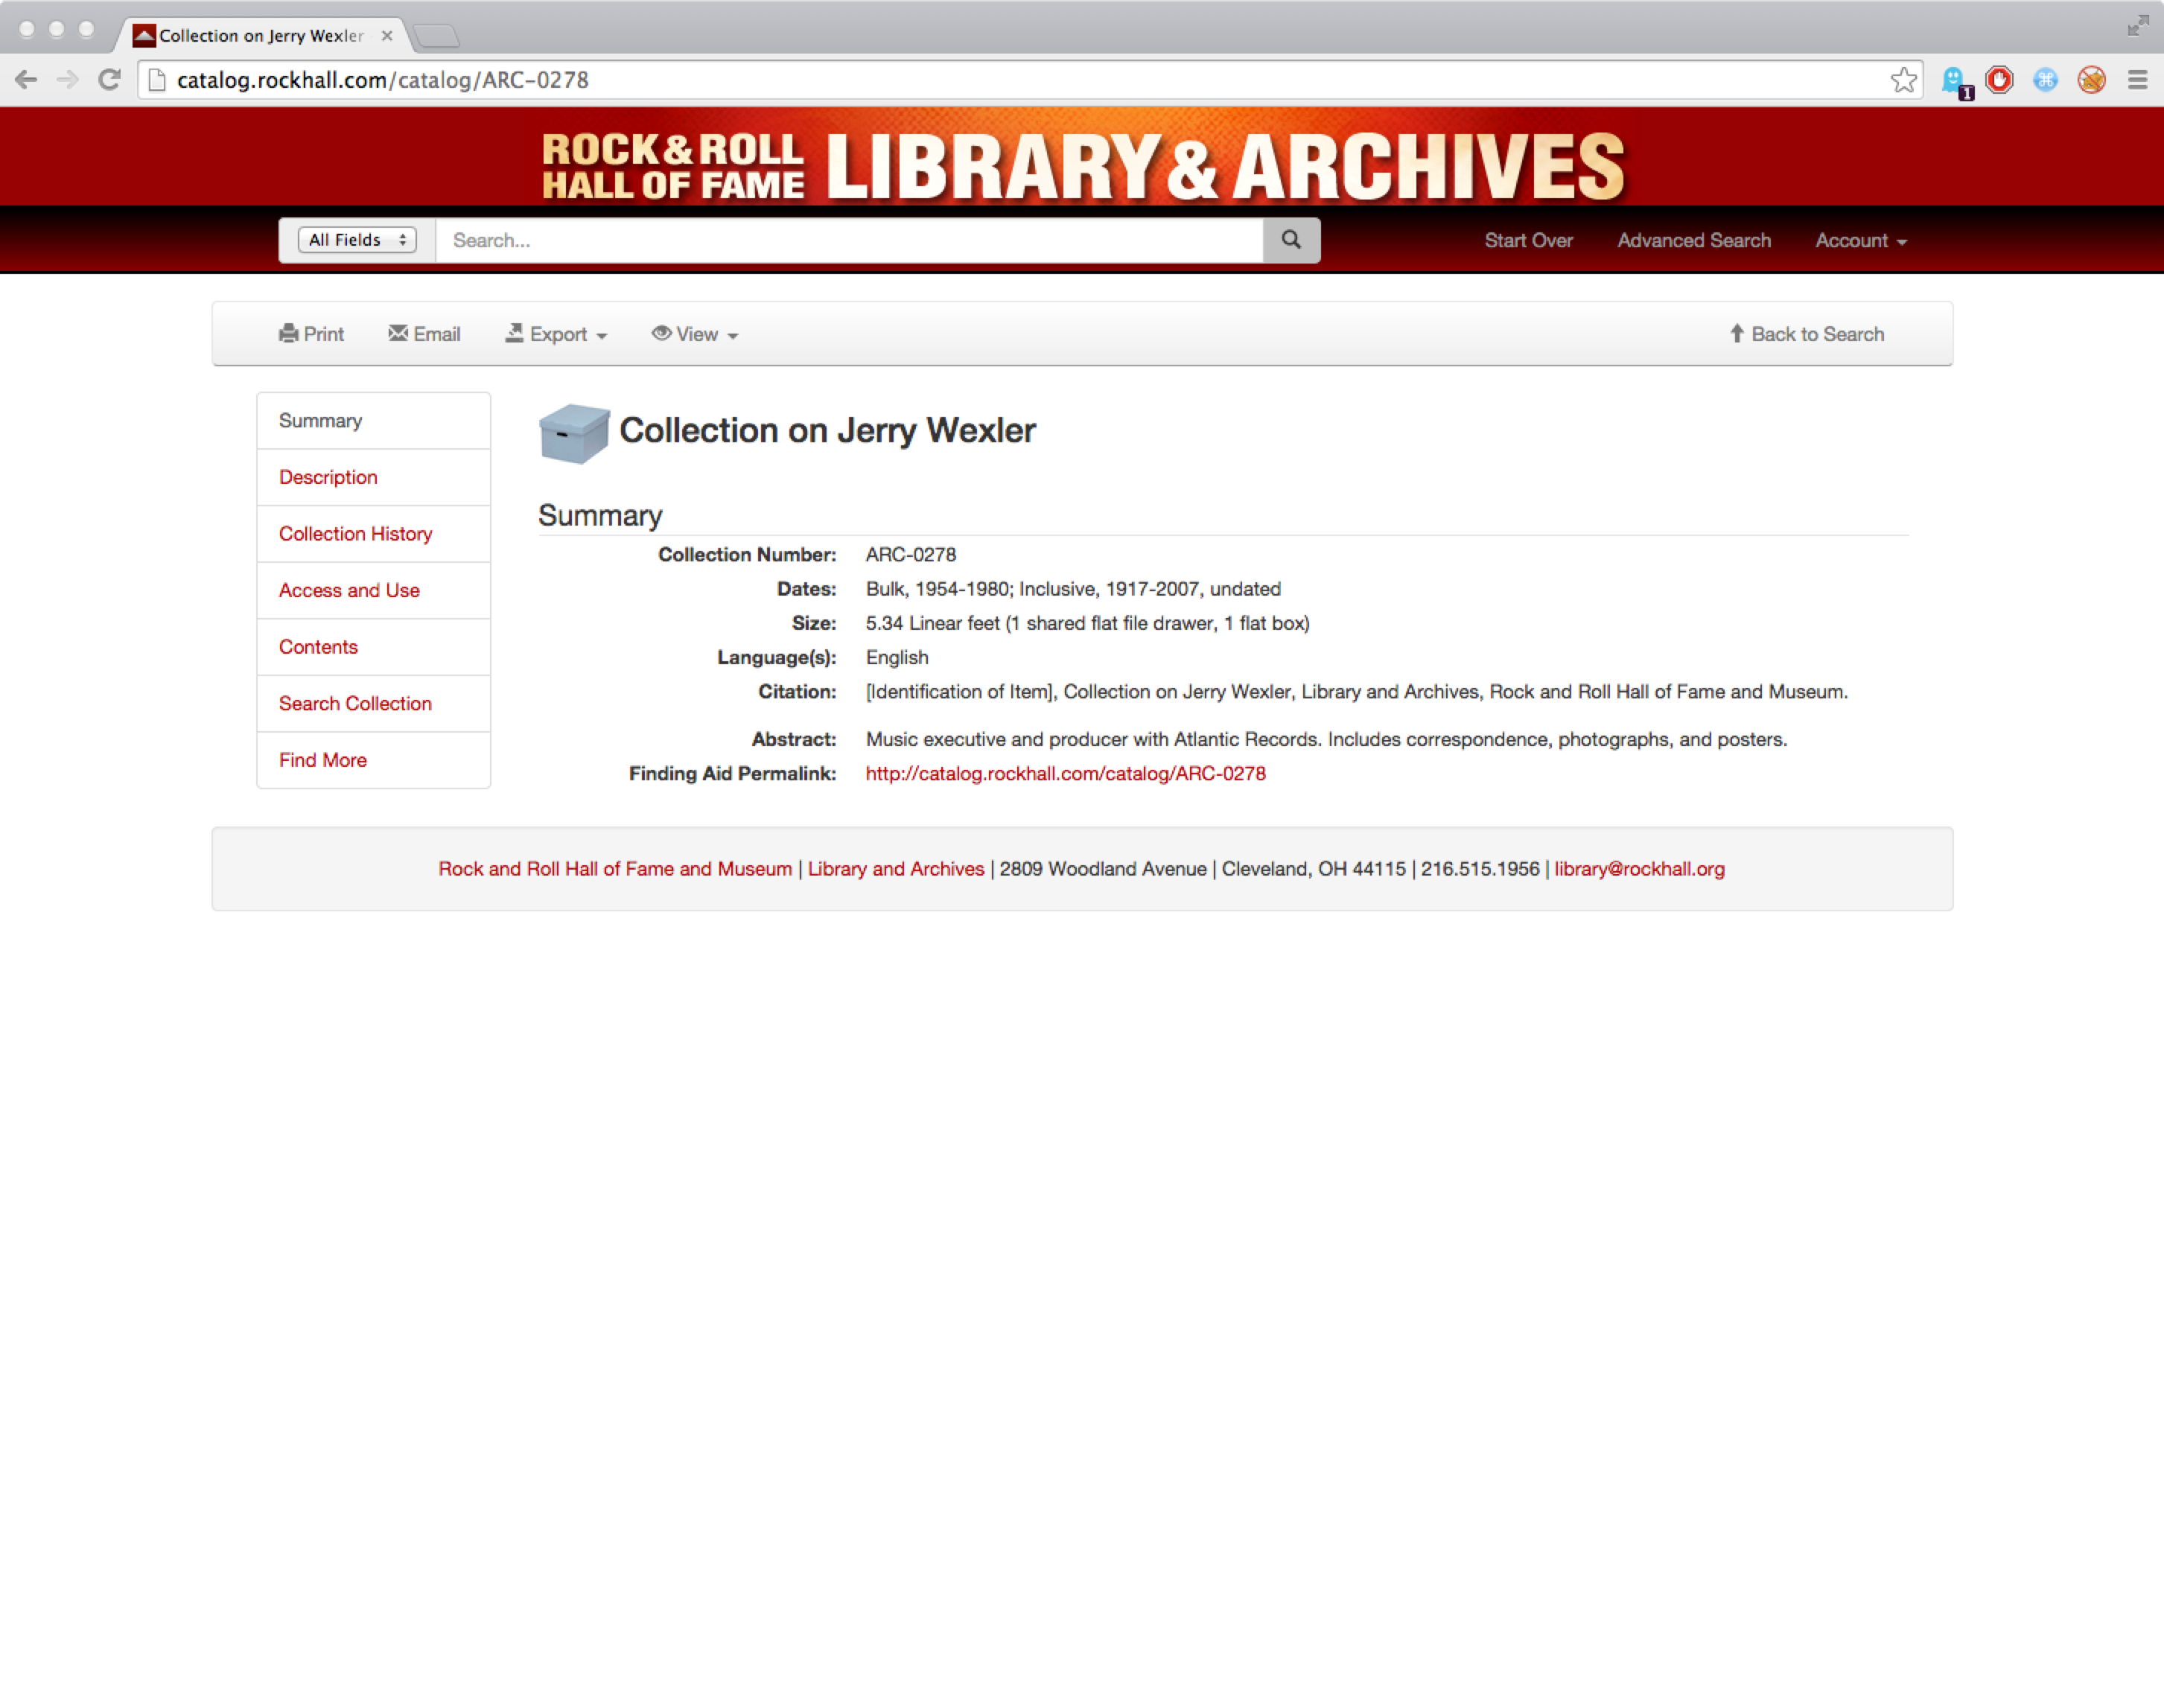 Collection on Jerry Wexler
catalog.rockhall.com/catalog/ARC-0278
1
ROCK & ROLL
HALL OF FAME
LIBRARY & ARCHIVES
All Fields
Search...
Start Over
Advanced Search
Account
Print
Email
Export
View
Back to Search
Summary
Description
Collection History
Access and Use
Contents
Search Collection
Find More
Collection on Jerry Wexler
Summary
Collection Number: ARC-0278
Dates: Bulk, 1954-1980; Inclusive, 1917-2007, undated
Size: 5.34 Linear feet (1 shared flat file drawer, 1 flat box)
Language(s): English
Citation: [Identification of Item], Collection on Jerry Wexler, Library and Archives, Rock and Roll Hall of Fame and Museum.
Abstract: Music executive and producer with Atlantic Records. Includes correspondence, photographs, and posters.
Finding Aid Permalink: http://catalog.rockhall.com/catalog/ARC-0278
Rock and Roll Hall of Fame and Museum | Library and Archives | 2809 Woodland Avenue | Cleveland, OH 44115 | 216.515.1956 | library@rockhall.org